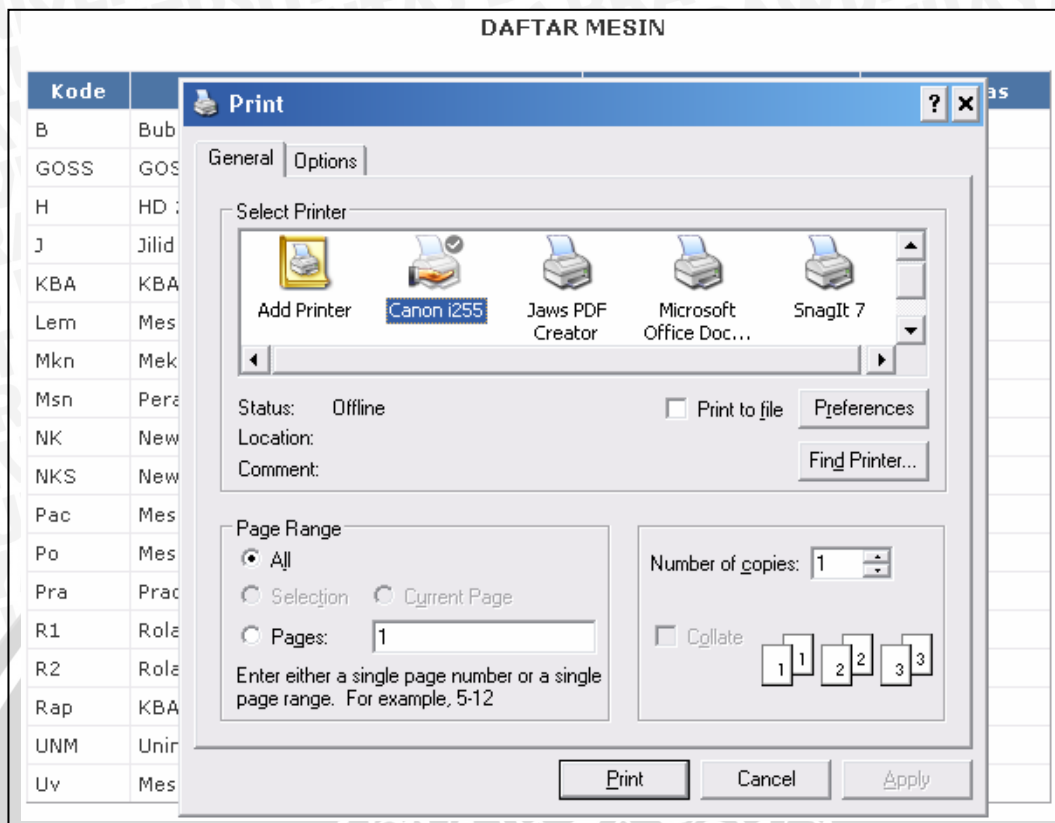 DAFTAR MESIN
Kode as
B Bub
GOSS GOS
H HD
J Jilid
KBA KBA
Lem Mes
Mkn Mek
Msn Pera
NK New
NKS New
Pac Mes
Po Mes
Pra Prac
R1 Rola
R2 Rola
Rap KBA
UNM Unir
Uv Mes
Print ? ×
General Options
Select Printer
Add Printer Canon i255 Jaws PDF Creator Microsoft Office Doc... SnagIt 7
Status: Offline Print to file Preferences
Location:
Comment: Find Printer...
Page Range
All
Selection Current Page
Pages: 1
Enter either a single page number or a single
page range. For example, 5-12
Number of copies: 1
Collate
1 1 2 2 3 3
Print Cancel Apply